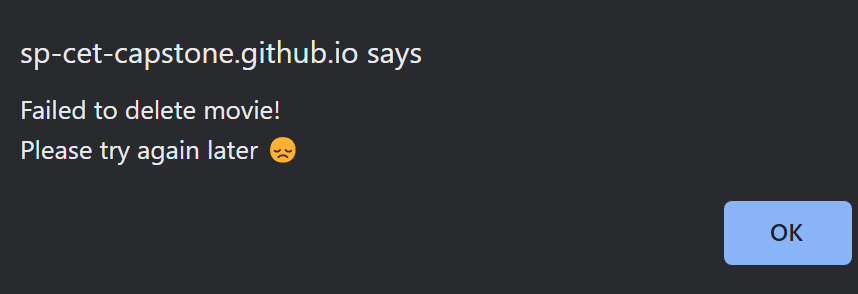 sp-cet-capstone.github.io says
Failed to delete movie!
Please try again later 😞
OK